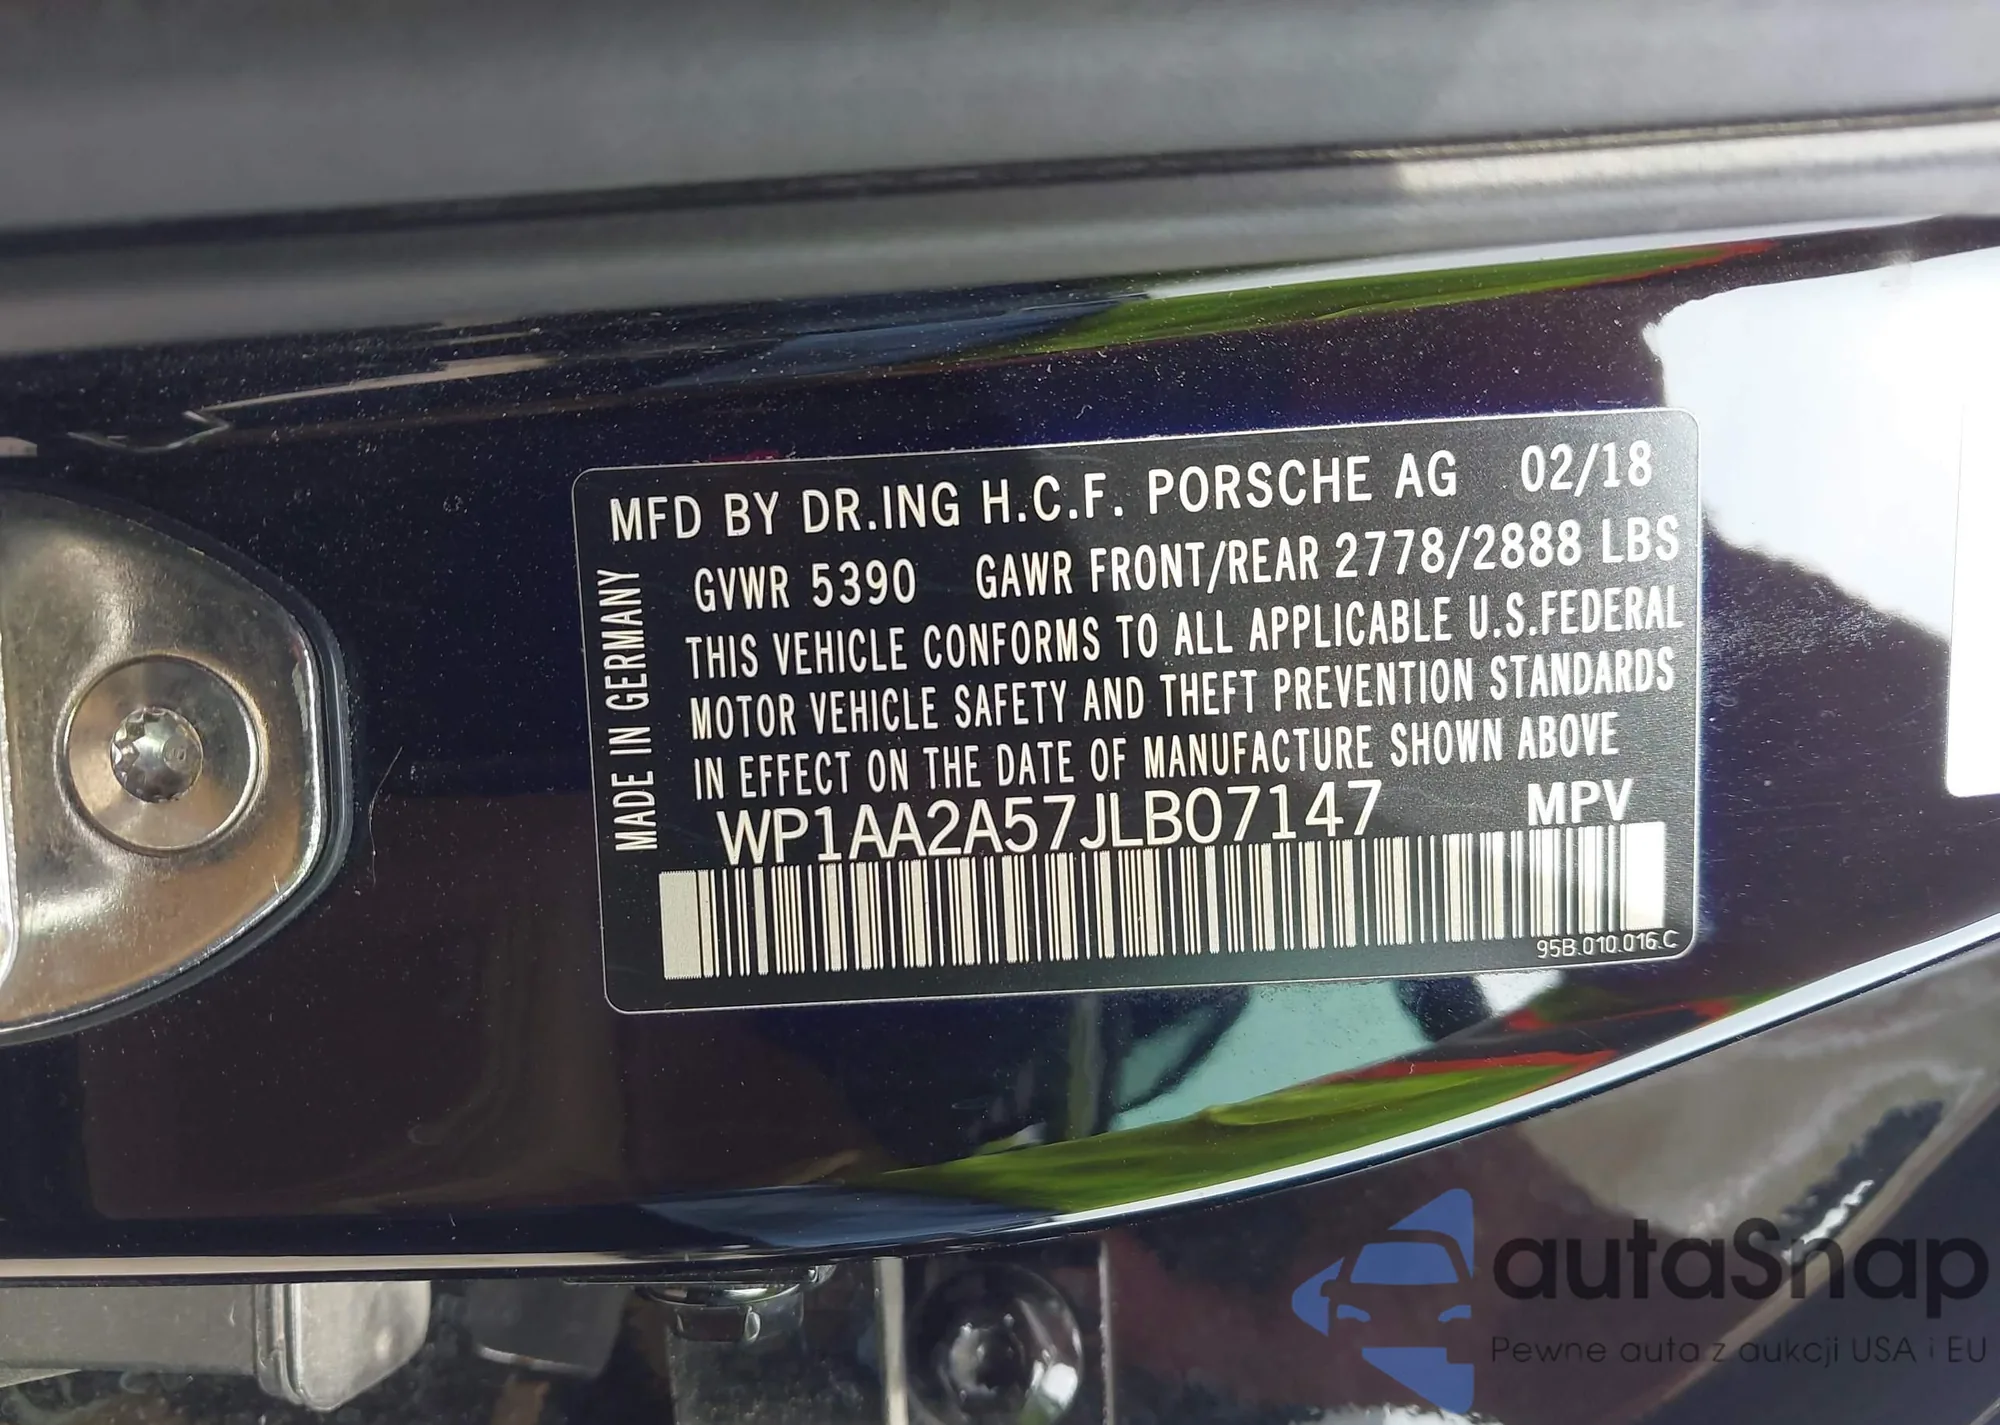 MFD BY DR.ING H.C.F. PORSCHE AG 02/18
GVWR 5390 GAWR FRONT/REAR 2778/2888 LBS
THIS VEHICLE CONFORMS TO ALL APPLICABLE U.S.FEDERAL
MOTOR VEHICLE SAFETY AND THEFT PREVENTION STANDARDS
IN EFFECT ON THE DATE OF MANUFACTURE SHOWN ABOVE
WP1AA2A57JLB07147 MPV
95B.010.016.C
MADE IN GERMANY
autaSnap
Pewne auta z aukcji USA i EU